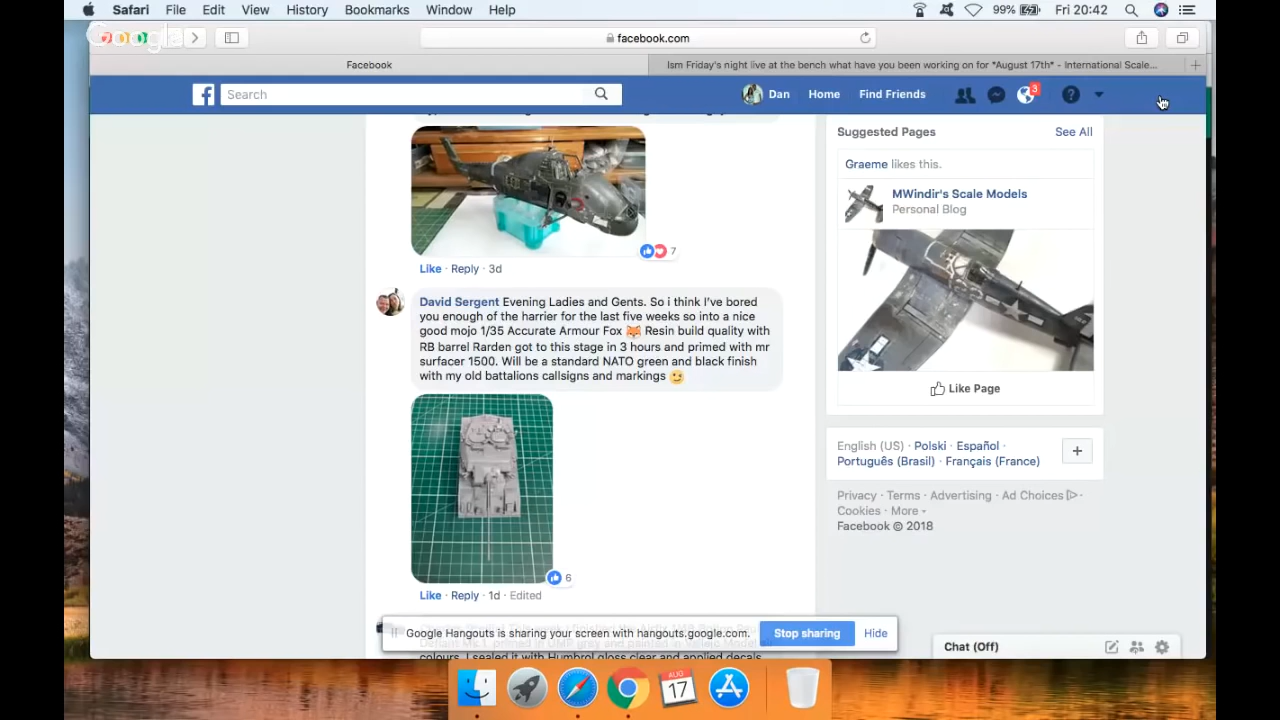 Safari File Edit View History Bookmarks Window Help 99% Fri 20:42
Google
facebook.com
Facebook
Ism Friday's night live at the bench what have you been working on for *August 17th* - International Scale...
f Search Dan Home Find Friends 3 ?
7
Like · Reply · 3d
David Sergent Evening Ladies and Gents. So i think I've bored
you enough of the harrier for the last five weeks so into a nice
good mojo 1/35 Accurate Armour Fox 🦊 Resin build quality with
RB barrel Rarden got to this stage in 3 hours and primed with mr
surfacer 1500. Will be a standard NATO green and black finish
with my old battalions callsigns and markings 😉
6
Like · Reply · 1d · Edited
Google Hangouts is sharing your screen with hangouts.google.com. Stop sharing Hide
colours. I sealed it with Humbrol gloss clear and applied decals
Suggested Pages See All
Graeme likes this.
MWindir's Scale Models
Personal Blog
Like Page
English (US) · Polski · Español ·
Português (Brasil) · Français (France)
+
Privacy · Terms · Advertising · Ad Choices ·
Cookies · More
Facebook © 2018
Chat (Off)
AUG
17